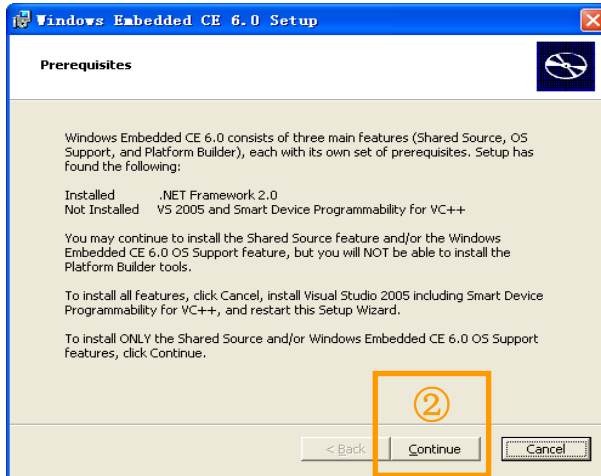 Windows Embedded CE 6.0 Setup
Prerequisites
Windows Embedded CE 6.0 consists of three main features (Shared Source, OS
Support, and Platform Builder), each with its own set of prerequisites. Setup has
found the following:
Installed .NET Framework 2.0
Not Installed VS 2005 and Smart Device Programmability for VC++
You may continue to install the Shared Source feature and/or the Windows
Embedded CE 6.0 OS Support feature, but you will NOT be able to install the
Platform Builder tools.
To install all features, click Cancel, install Visual Studio 2005 including Smart Device
Programmability for VC++, and restart this Setup Wizard.
To install ONLY the Shared Source and/or Windows Embedded CE 6.0 OS Support
features, click Continue.
②
< Back Continue Cancel